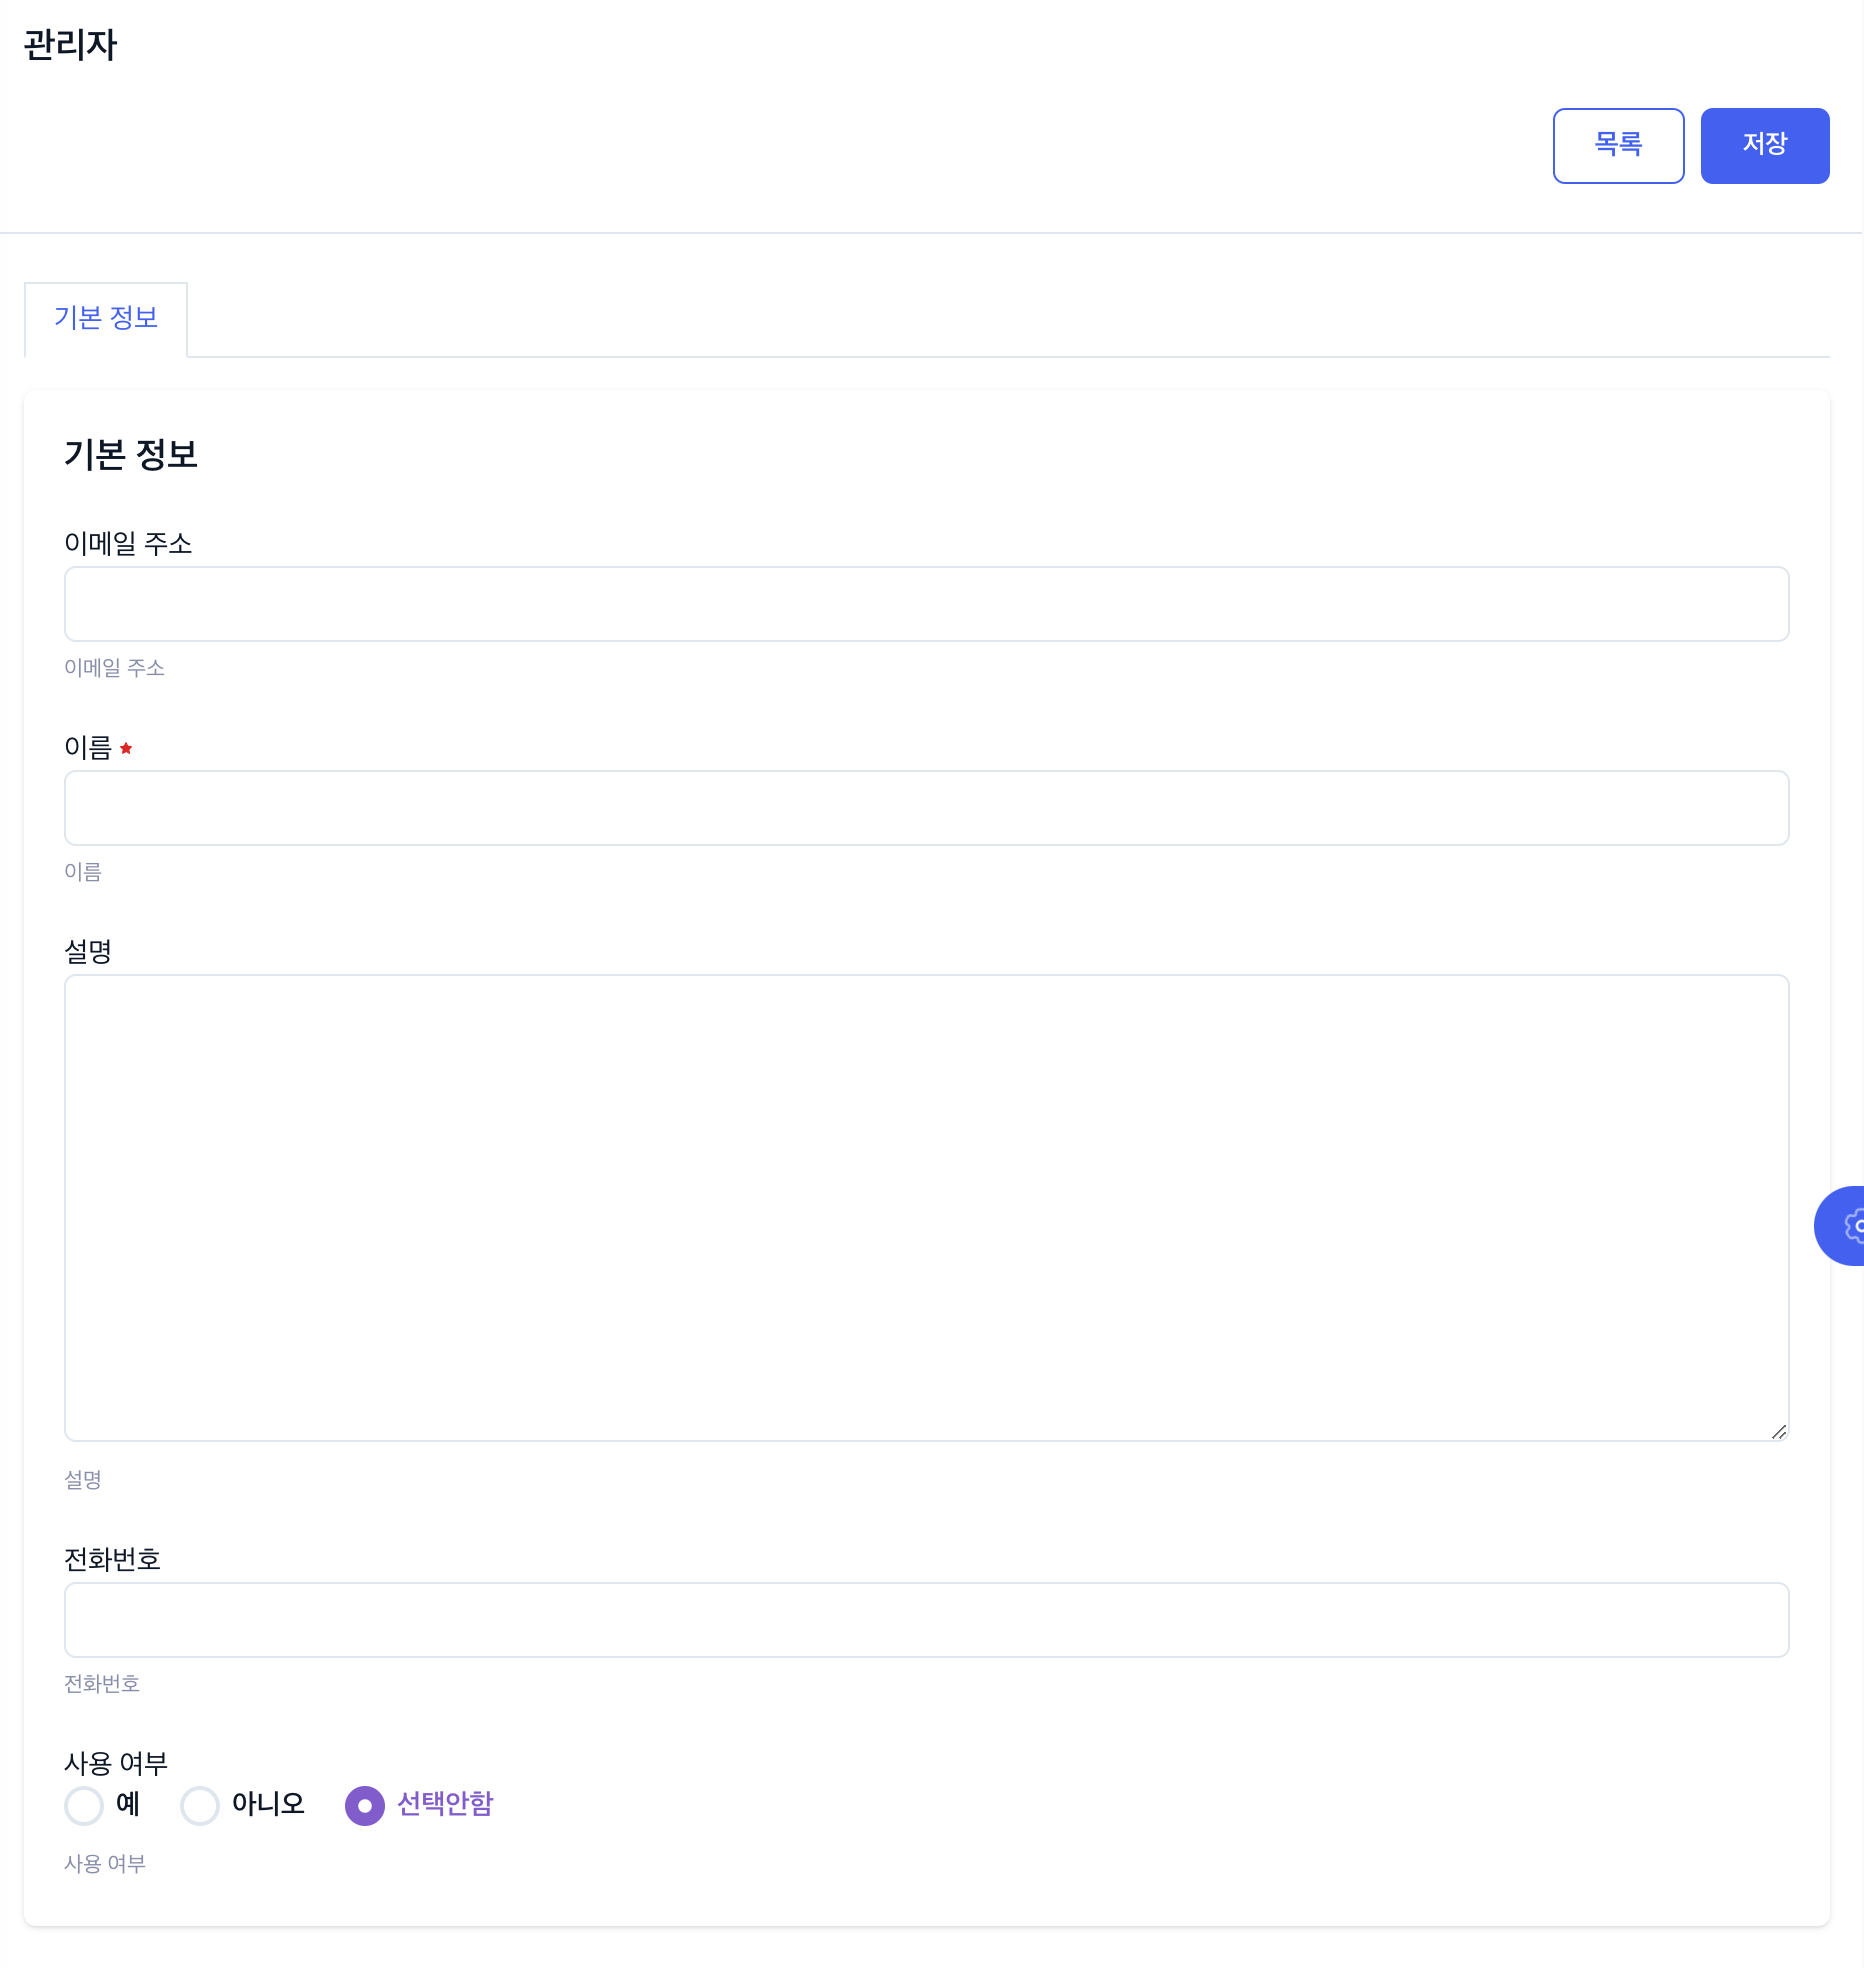 관리자
목록 저장
기본 정보
기본 정보
이메일 주소
이메일 주소
이름 ★
이름
설명
설명
전화번호
전화번호
사용 여부
예 아니오 선택안함
사용 여부